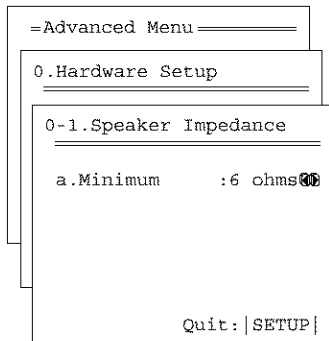 =Advanced Menu
0.Hardware Setup
0-1.Speaker Impedance
a.Minimum :6 ohms
Quit:|SETUP|